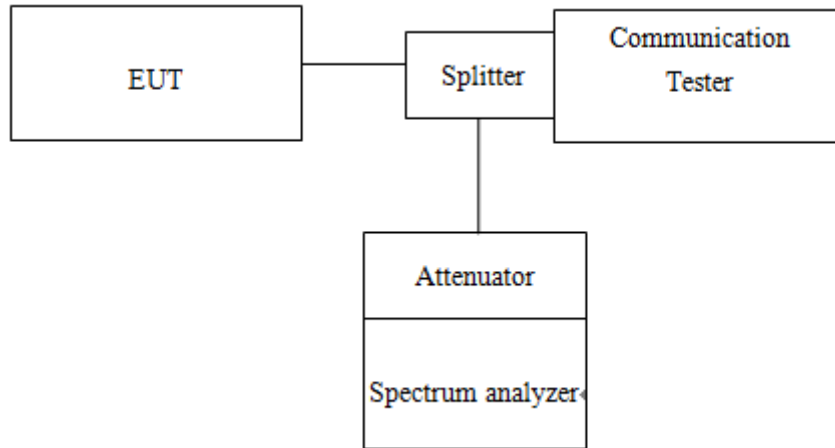 EUT
Splitter
Communication
Tester
Attenuator
Spectrum analyzer